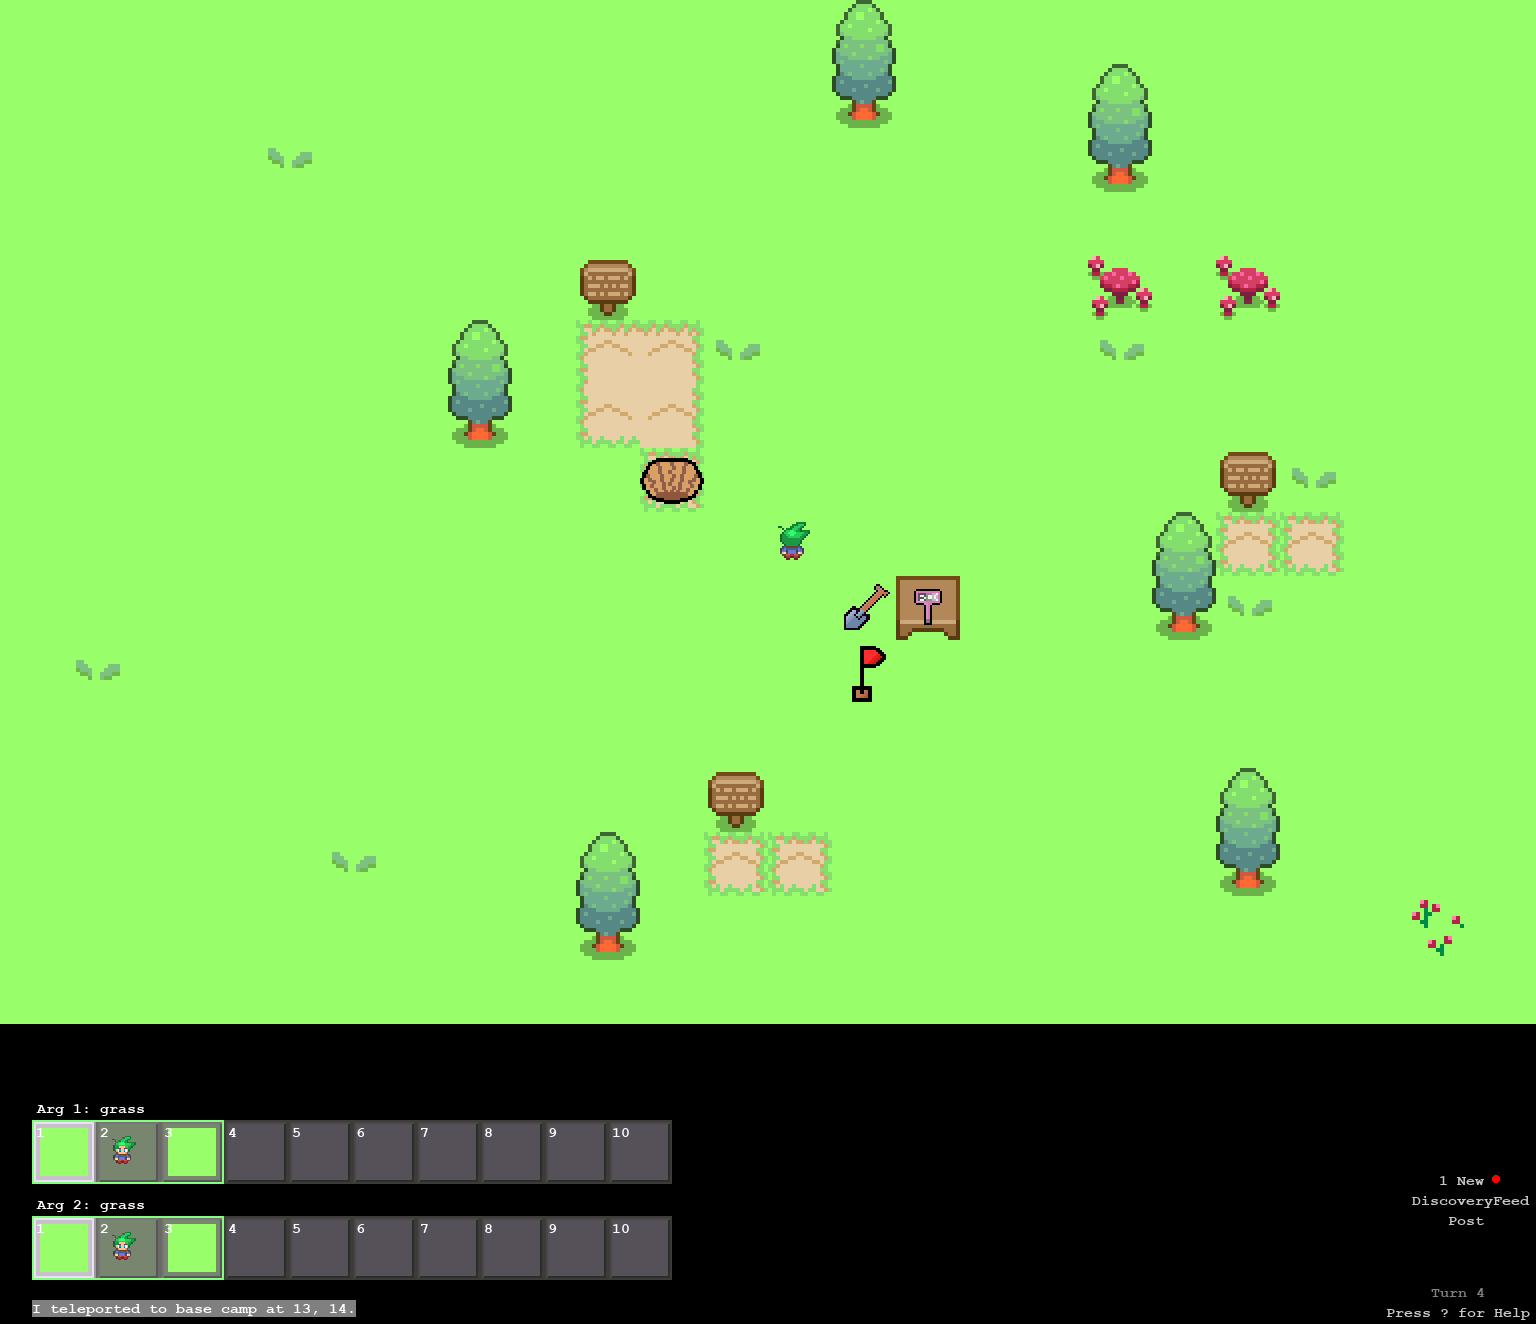 Arg 1: grass
1 2 3 4 5 6 7 8 9 10
Arg 2: grass
1 2 3 4 5 6 7 8 9 10
I teleported to base camp at 13, 14.
1 New
DiscoveryFeed
Post
Turn 4
Press ? for Help